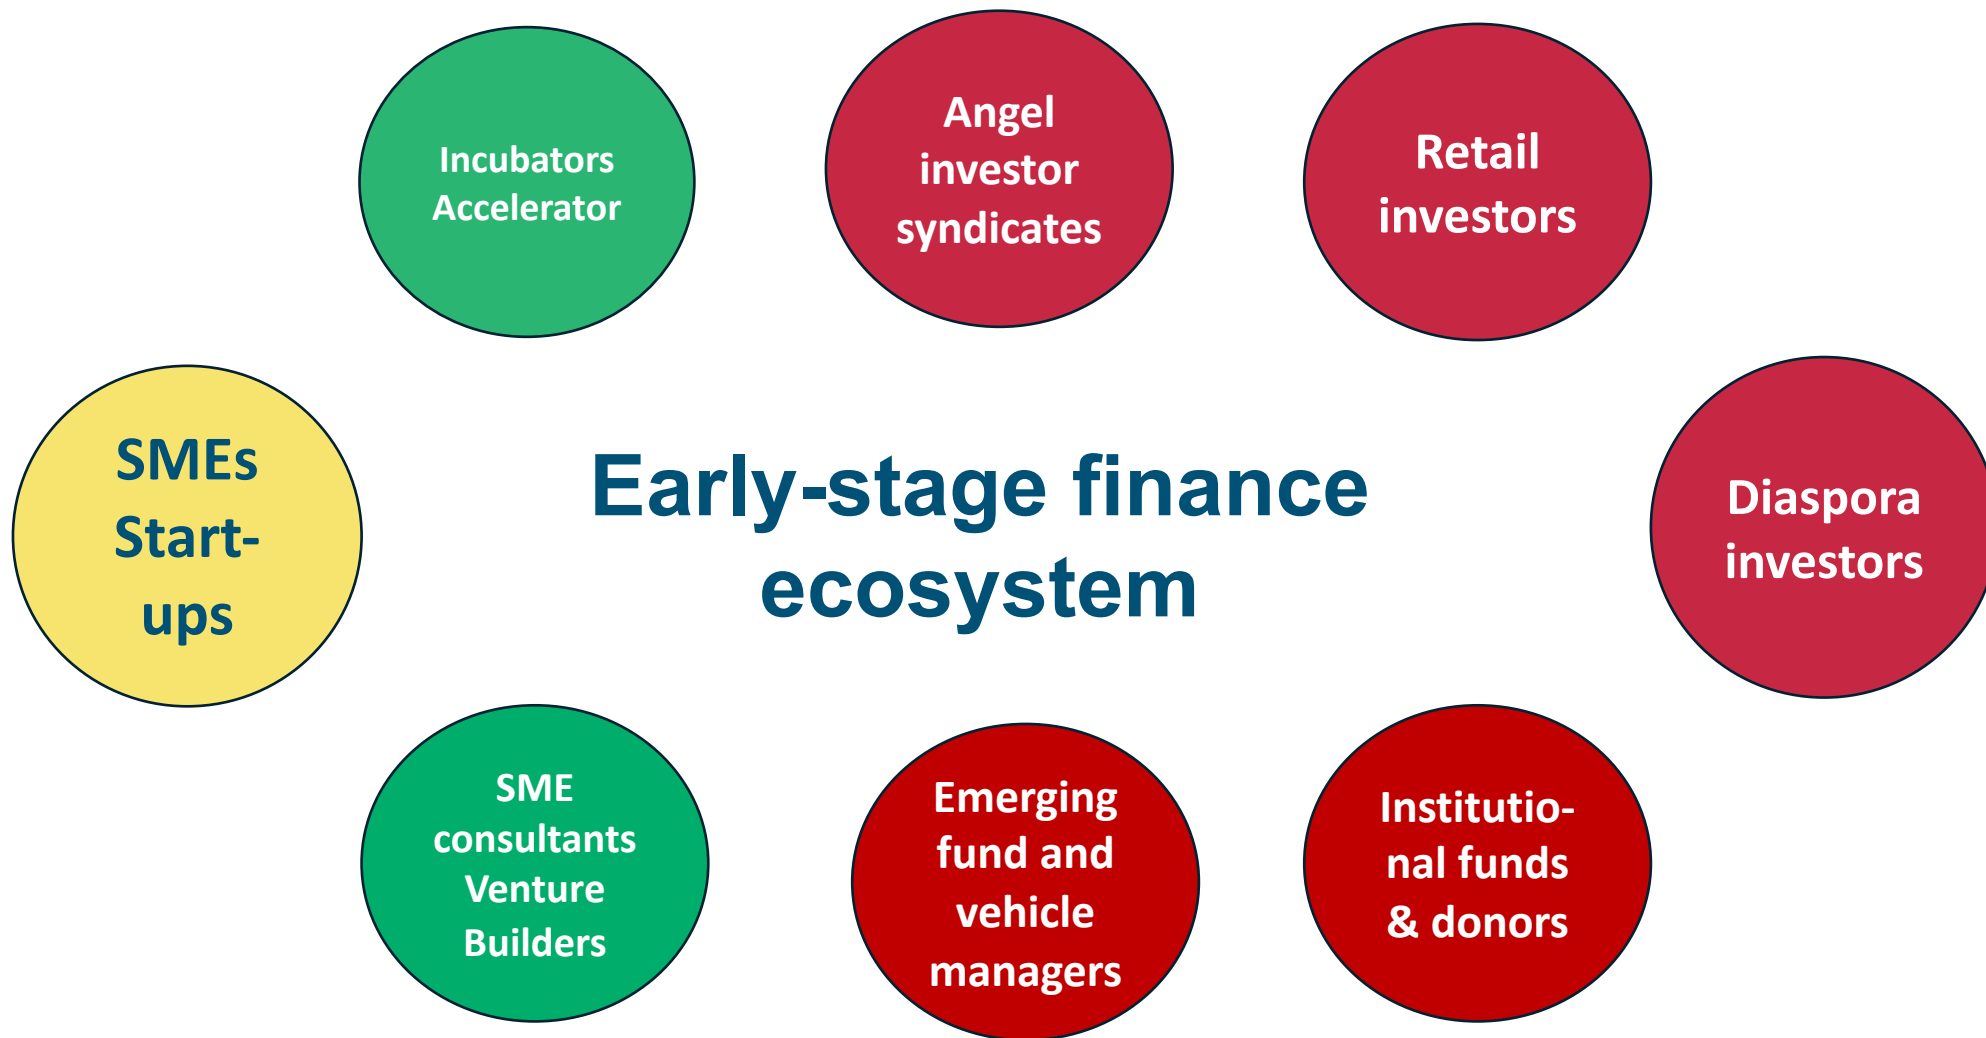 Incubators
Accelerator
Angel
investor
syndicates
Retail
investors
SMEs
Start-
ups
Early-stage finance
ecosystem
Diaspora
investors
SME
consultants
Venture
Builders
Emerging
fund and
vehicle
managers
Institutio-
nal funds
& donors